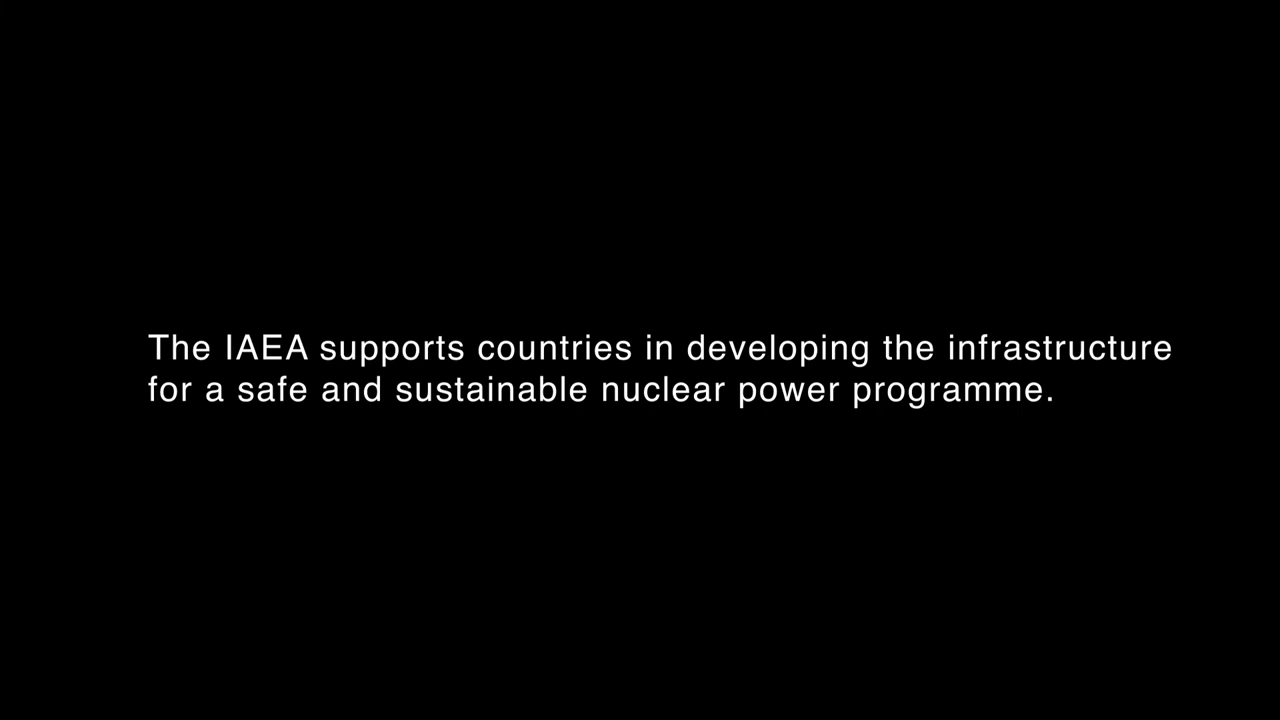 The IAEA supports countries in developing the infrastructure
for a safe and sustainable nuclear power programme.